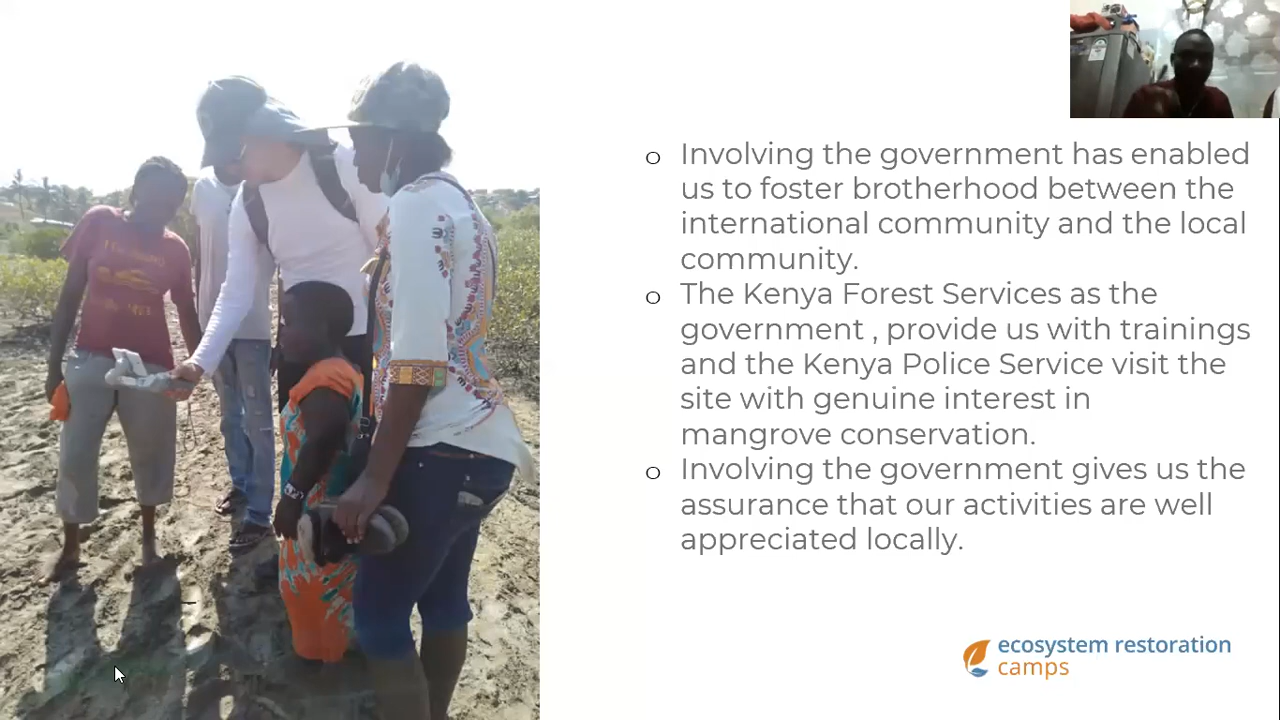 o Involving the government has enabled
us to foster brotherhood between the
international community and the local
community.
o The Kenya Forest Services as the
government , provide us with trainings
and the Kenya Police Service visit the
site with genuine interest in
mangrove conservation.
o Involving the government gives us the
assurance that our activities are well
appreciated locally.
ecosystem restoration
camps